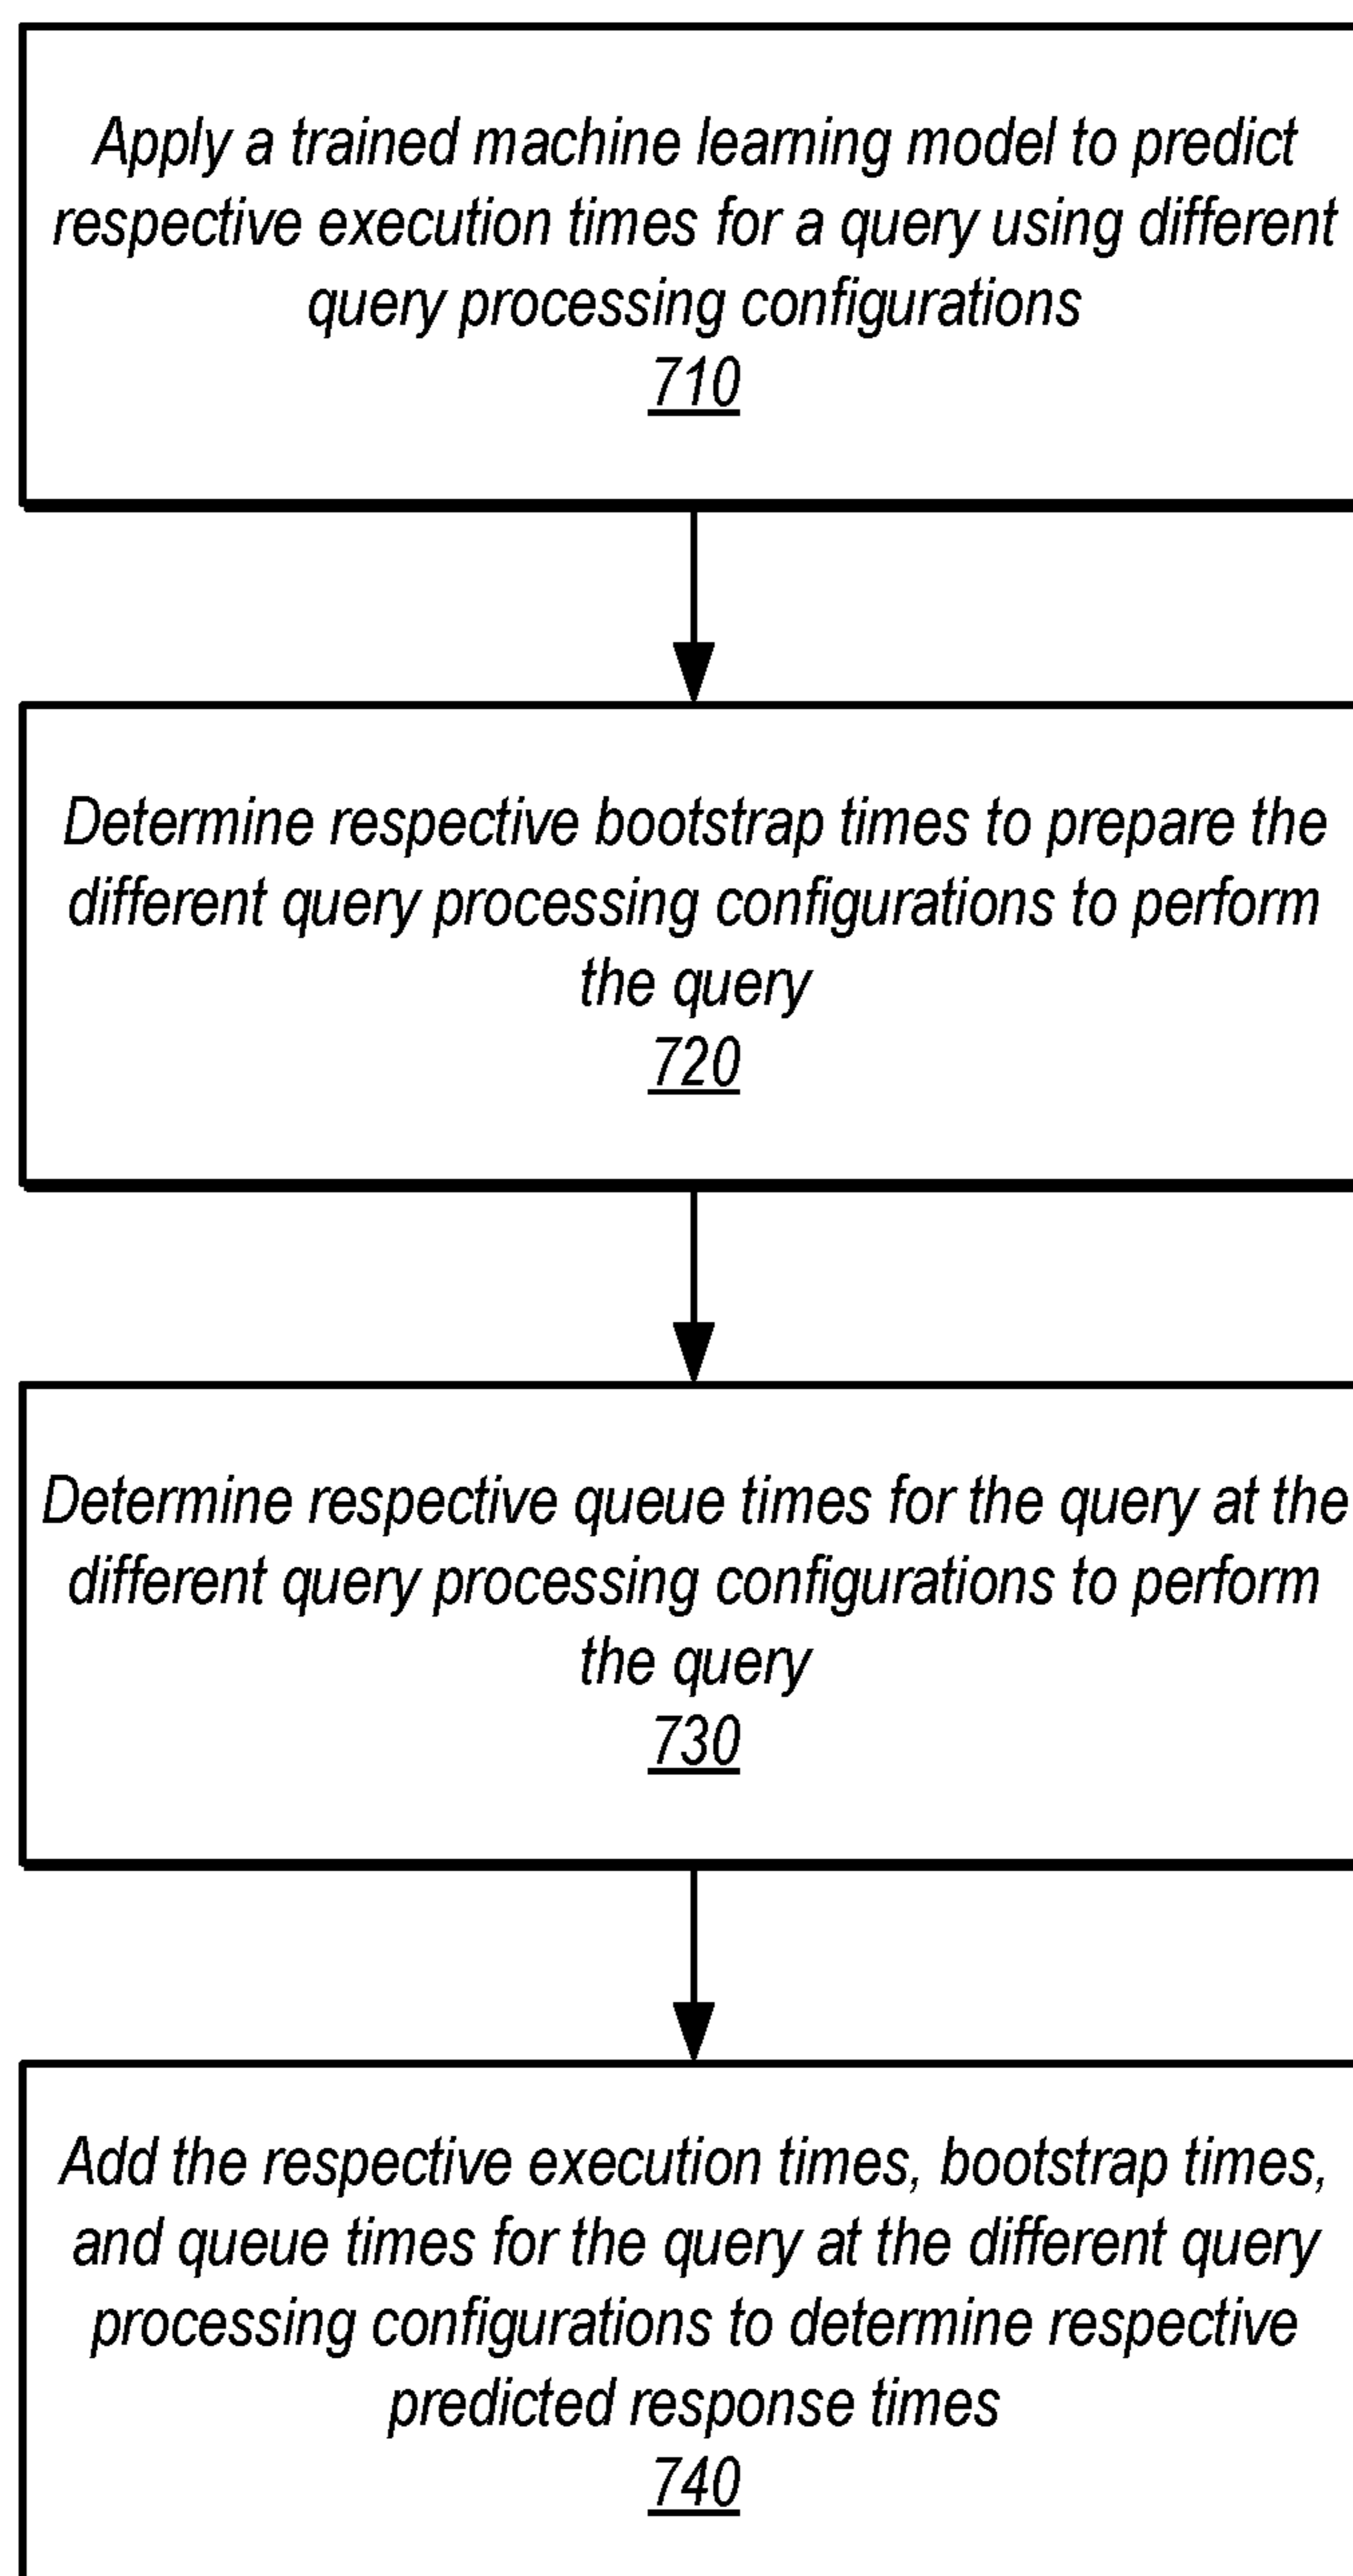 Apply a trained machine learning model to predict
respective execution times for a query using different
query processing configurations
710
Determine respective bootstrap times to prepare the
different query processing configurations to perform
the query
720
Determine respective queue times for the query at the
different query processing configurations to perform
the query
730
Add the respective execution times, bootstrap times,
and queue times for the query at the different query
processing configurations to determine respective
predicted response times
740